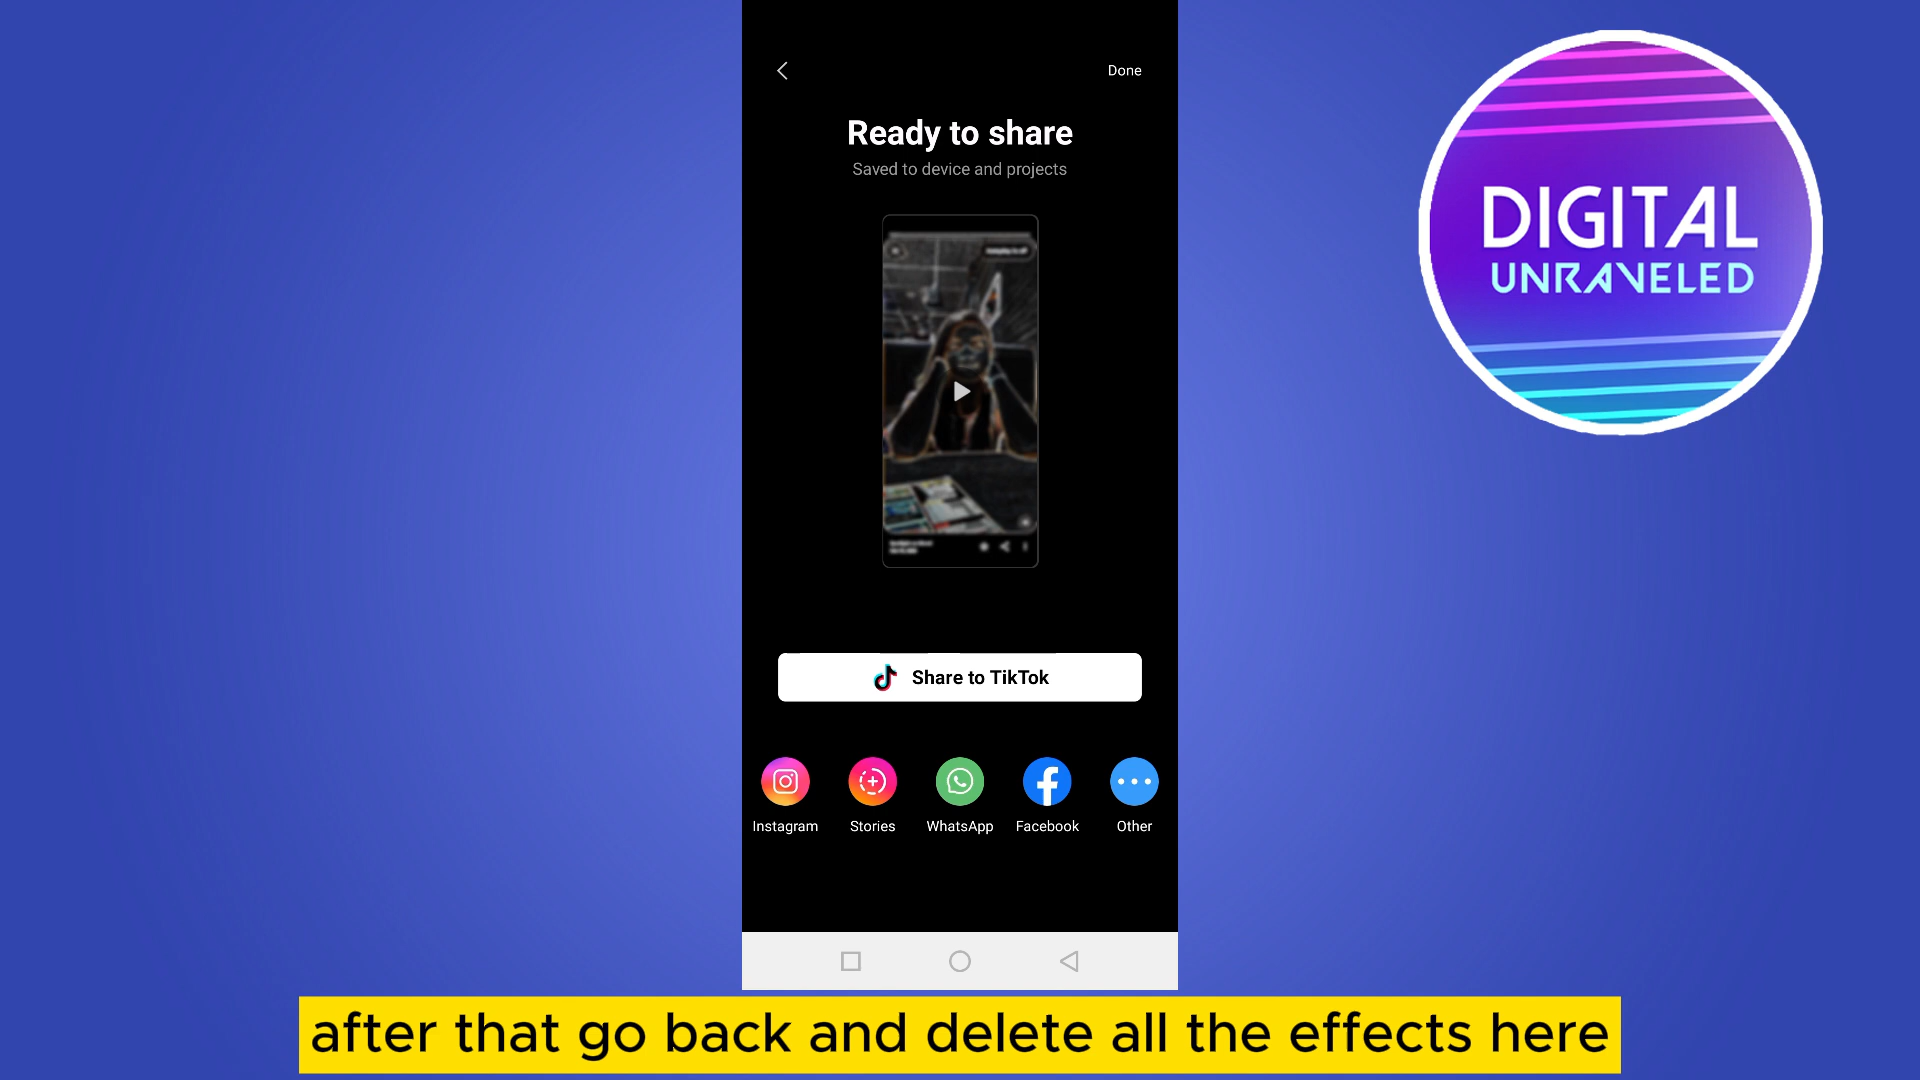 Done
Ready to share
Saved to device and projects
Share to TikTok
Instagram
Stories
WhatsApp
Facebook
Other
DIGITAL
UNRAVELED
after that go back and delete all the effects here